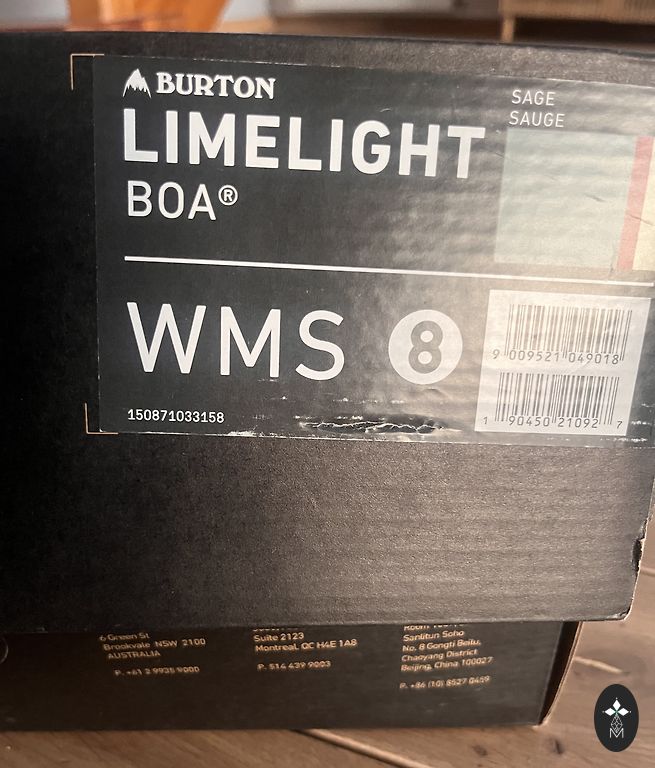 BURTON
LIMELIGHT
BOA®
SAGE
SAUGE
WMS 8
9 009521 049018
1 90450 21092 7
150871033158
6 Green St
Brookvale NSW 2100
AUSTRALIA
P. +61 2 9935 9000
Suite 2123
Montreal, QC H4E 1A8
P. 514 439 9003
Sanlitun Soho
No. 8 Gongti Beilu,
Chaoyang District
Beijing, China 100027
P. +86 (10) 8527 0459
M